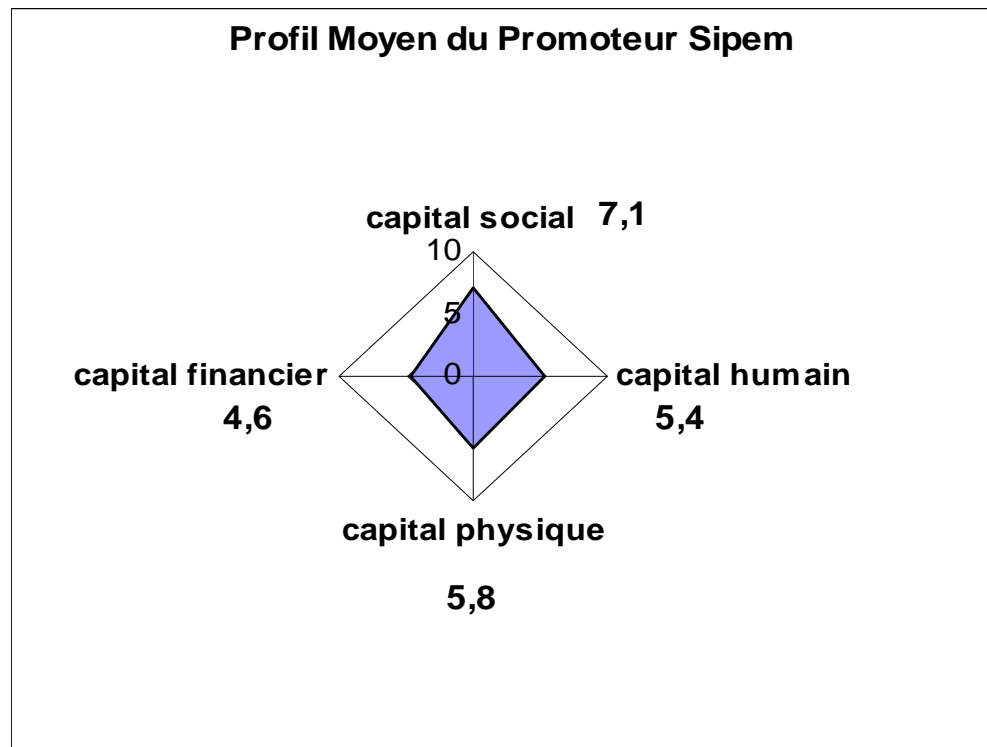 Profil Moyen du Promoteur Sipem
capital social 7,1
10
5
capital financier 0 capital humain
4,6 5,4
capital physique
5,8